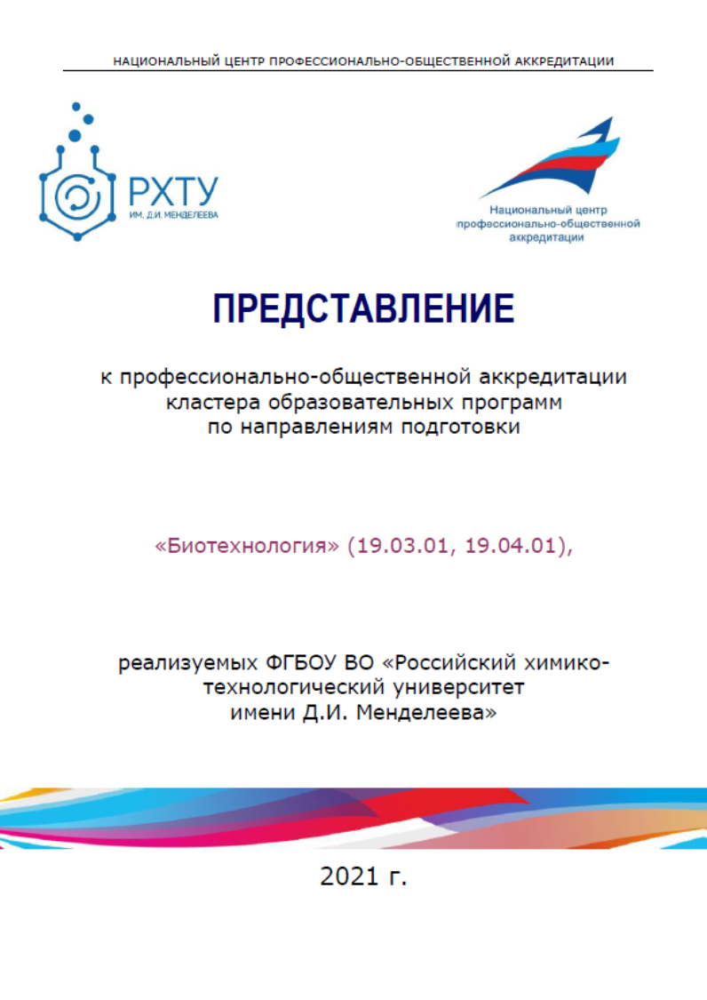 НАЦИОНАЛЬНЫЙ ЦЕНТР ПРОФЕССИОНАЛЬНО-ОБЩЕСТВЕННОЙ АККРЕДИТАЦИИ
РХТУ
ИМ. Д.И. МЕНДЕЛЕЕВА
Национальный центр
профессионально-общественной
аккредитации
ПРЕДСТАВЛЕНИЕ
к профессионально-общественной аккредитации
кластера образовательных программ
по направлениям подготовки
«Биотехнология» (19.03.01, 19.04.01),
реализуемых ФГБОУ ВО «Российский химико-
технологический университет
имени Д.И. Менделеева»
2021 г.